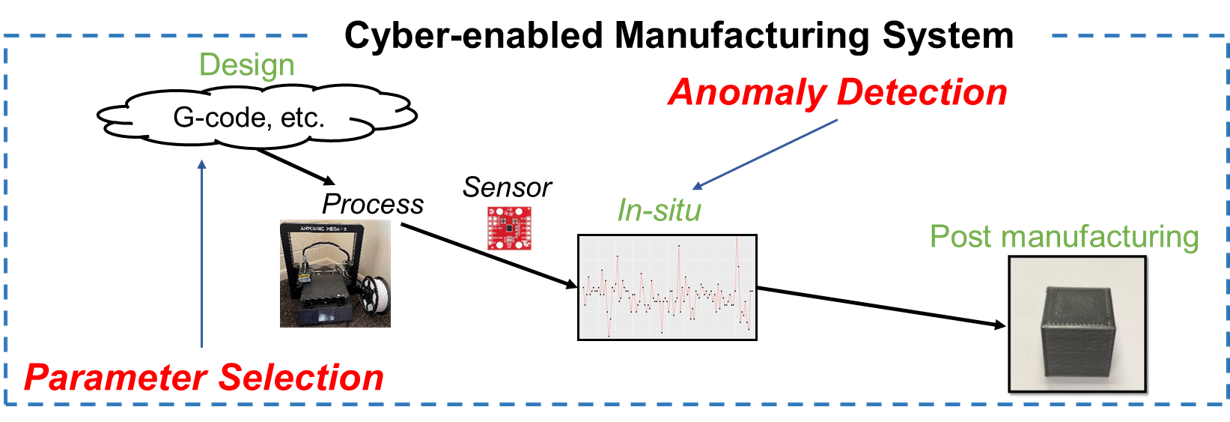 Cyber-enabled Manufacturing System
Design
G-code, etc.
Anomaly Detection
Process
Sensor
In-situ
Post manufacturing
ANYCUBIC MEGA-S
Parameter Selection